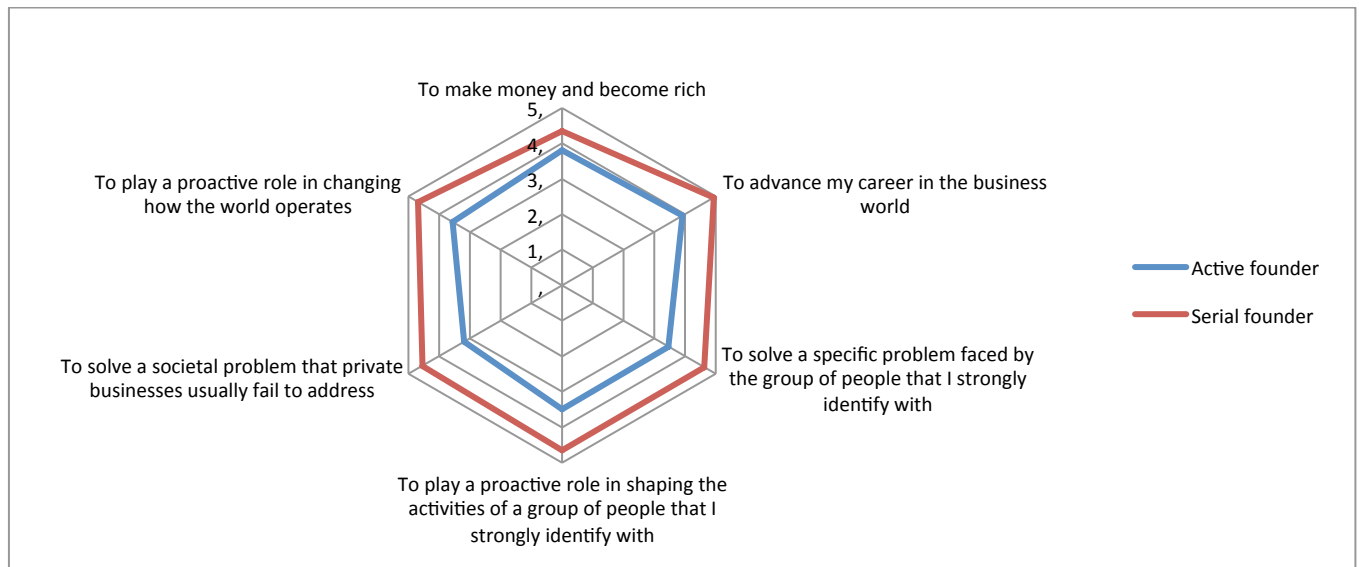 To make money and become rich
5,
4,
3,
2,
1,
,
To play a proactive role in changing
how the world operates
To advance my career in the business
world
Active founder
Serial founder
To solve a societal problem that private
businesses usually fail to address
To solve a specific problem faced by
the group of people that I strongly
identify with
To play a proactive role in shaping the
activities of a group of people that I
strongly identify with